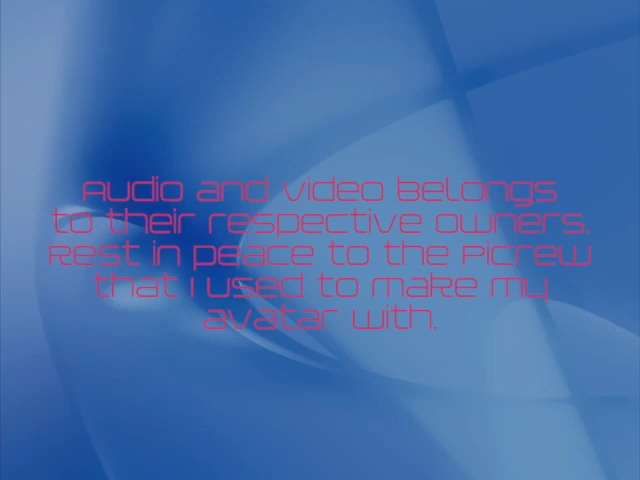 Audio and video belongs
to their respective owners.
Rest in peace to the Picrew
that I used to make my
avatar with.